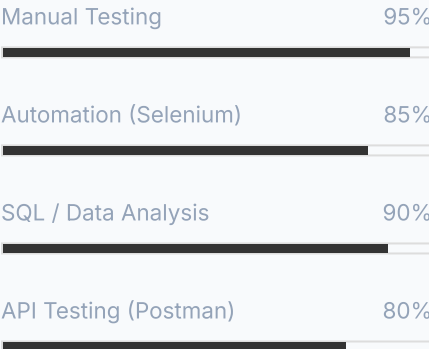 Manual Testing 95%
Automation (Selenium) 85%
SQL / Data Analysis 90%
API Testing (Postman) 80%